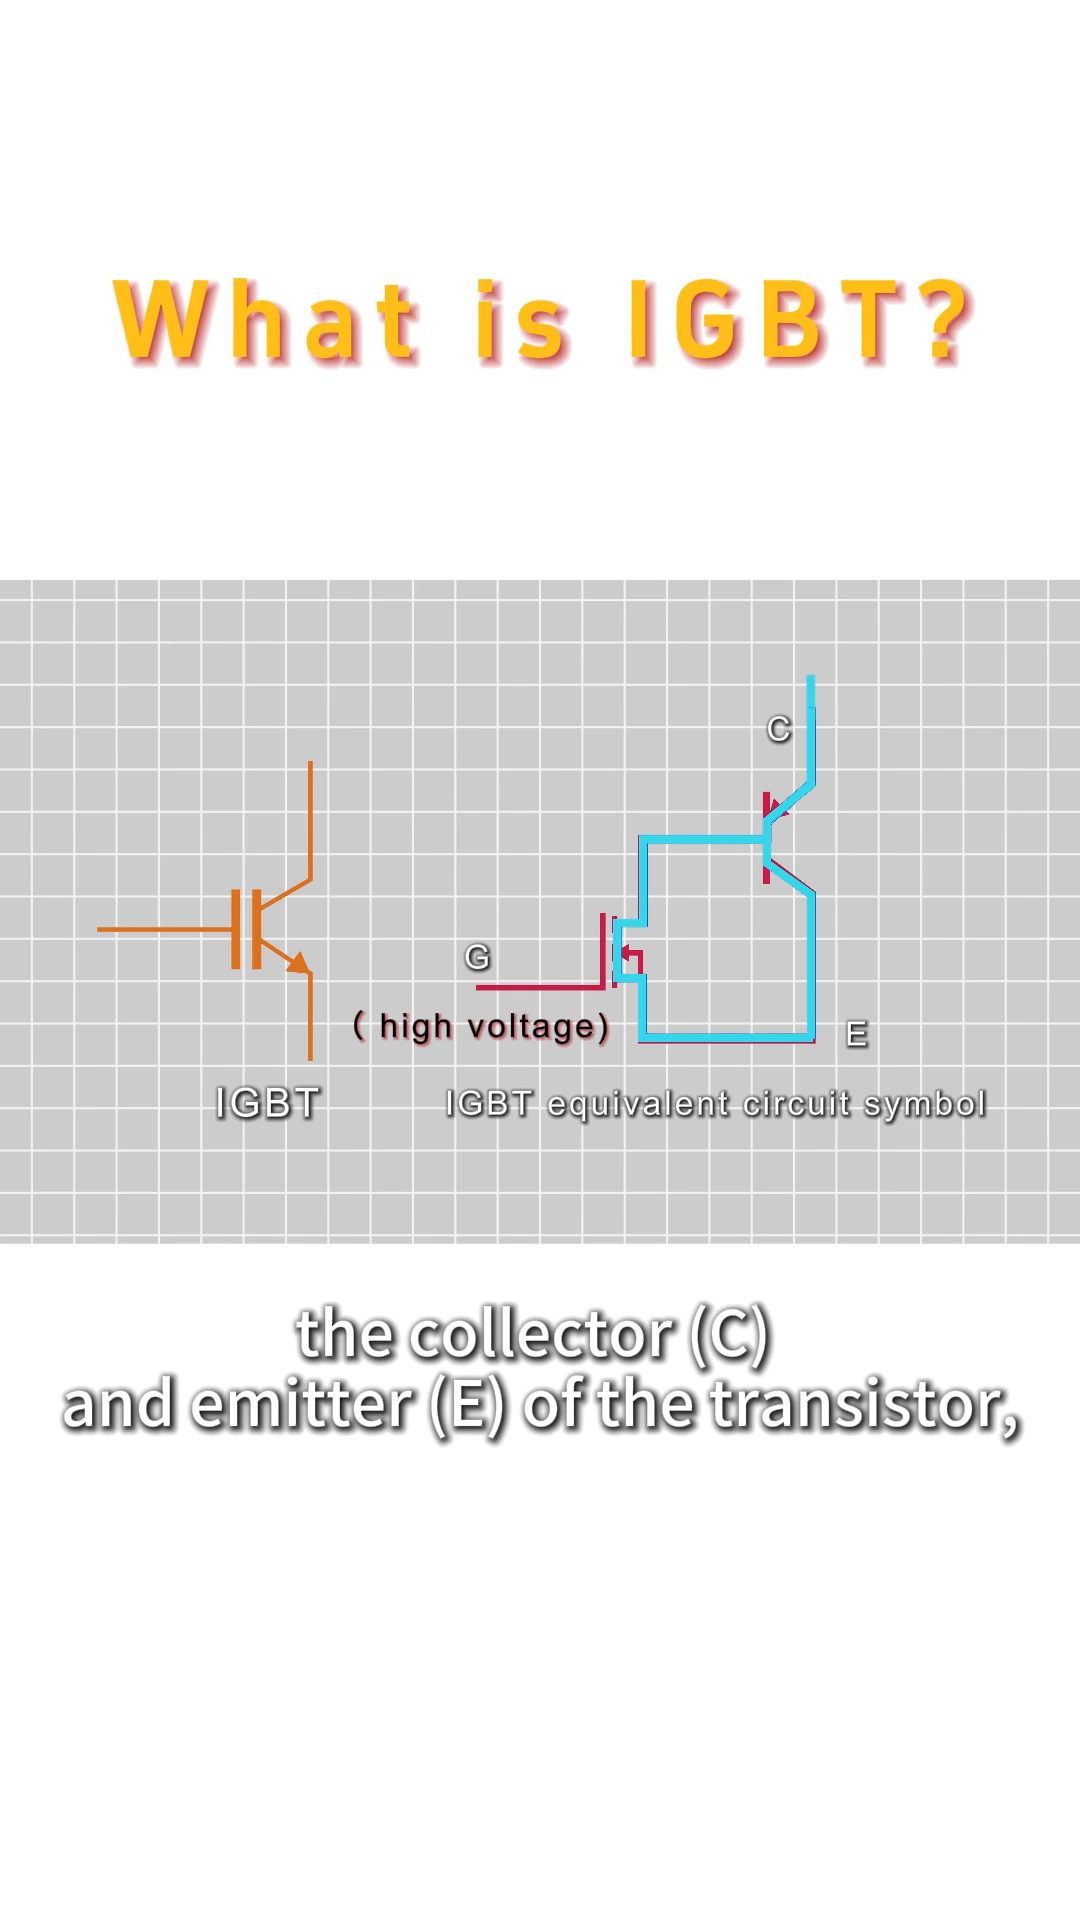 What is IGBT?
C
G
( high voltage)
E
IGBT
IGBT equivalent circuit symbol
the collector (C)
and emitter (E) of the transistor,